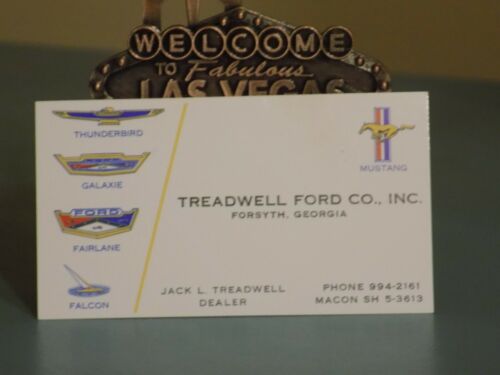 WELCOME
TO Fabulous
LAS VEGAS
THUNDERBIRD
GALAXIE
FORD
FAIRLANE
FALCON
MUSTANG
TREADWELL FORD CO., INC.
FORSYTH, GEORGIA
JACK L. TREADWELL
DEALER
PHONE 994-2161
MACON SH 5-3613